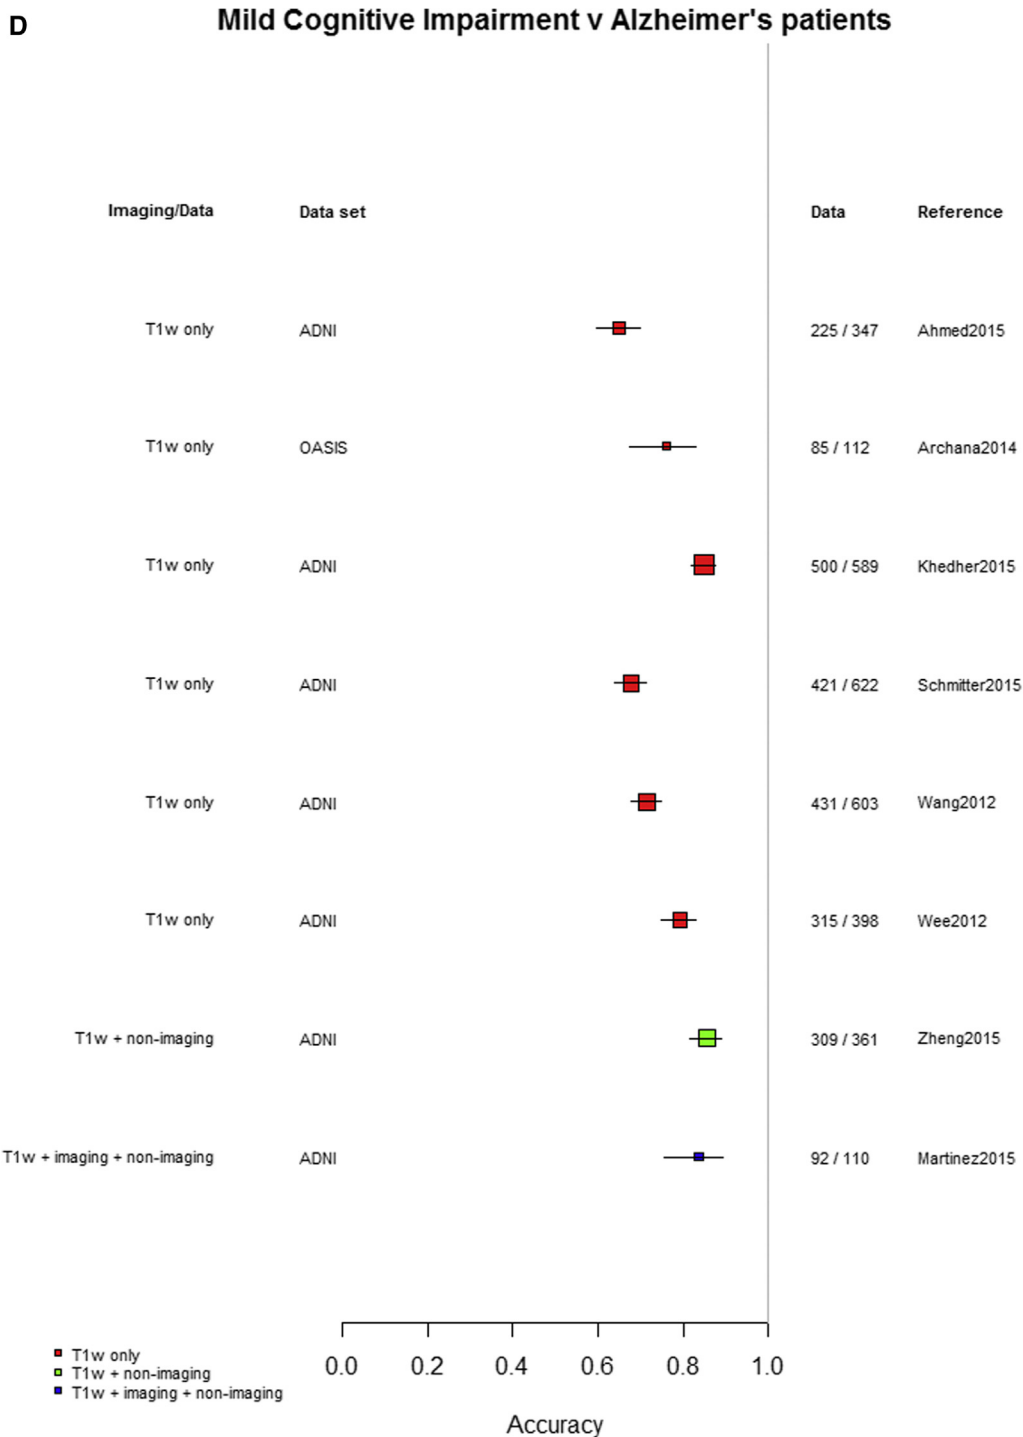 D Mild Cognitive Impairment v Alzheimer's patients
Imaging/Data Data set Data Reference
T1w only ADNI 225 / 347 Ahmed2015
T1w only OASIS 85 / 112 Archana2014
T1w only ADNI 500 / 589 Khedher2015
T1w only ADNI 421 / 622 Schmitter2015
T1w only ADNI 431 / 603 Wang2012
T1w only ADNI 315 / 398 Wee2012
T1w + non-imaging ADNI 309 / 361 Zheng2015
T1w + imaging + non-imaging ADNI 92 / 110 Martinez2015
T1w only
T1w + non-imaging
T1w + imaging + non-imaging
0.0 0.2 0.4 0.6 0.8 1.0
Accuracy